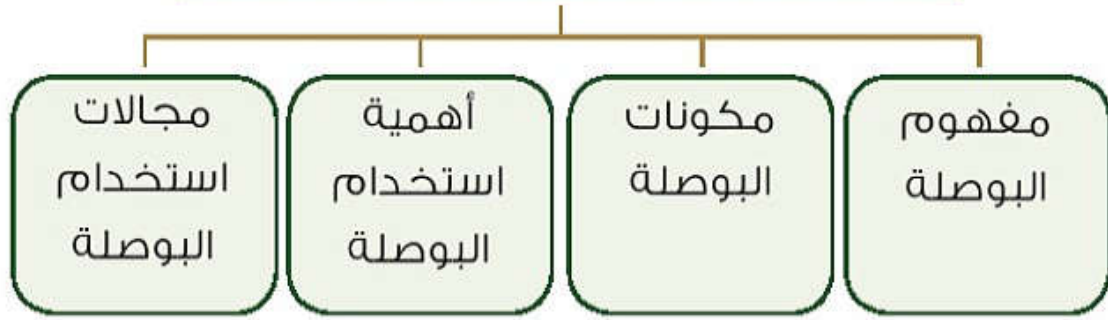 مفهوم
البوصلة
مكونات
البوصلة
أهمية
استخدام
البوصلة
مجالات
استخدام
البوصلة